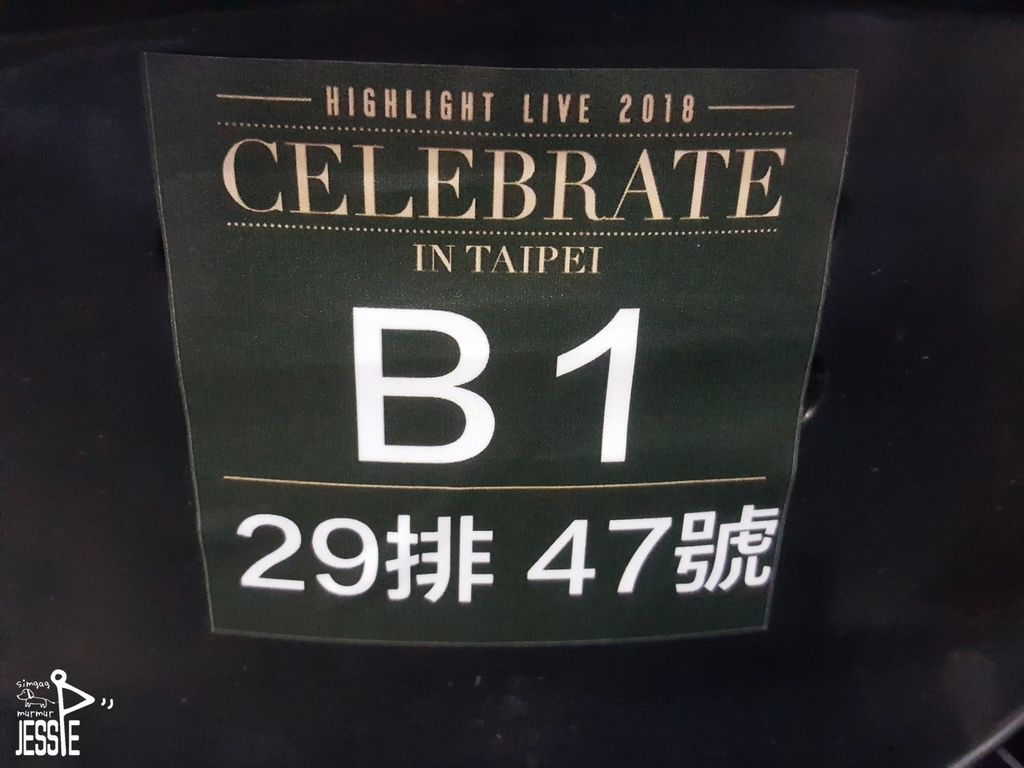 HIGHLIGHT LIVE 2018
CELEBRATE
IN TAIPEI
B1
29排 47號
simgag
murmur
JESSIE